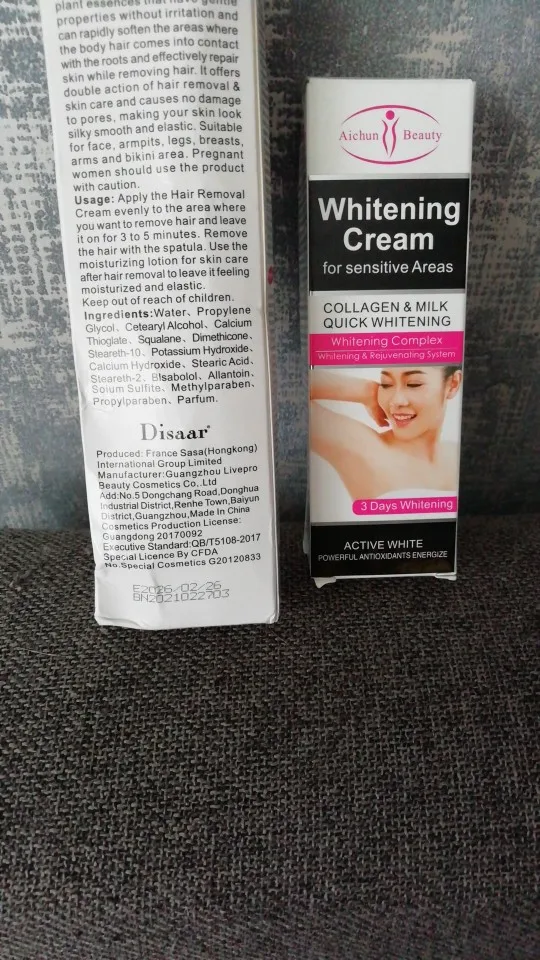 plant essences that have gentle
properties without irritation and
can rapidly soften the areas where
the body hair comes into contact
with the roots and effectively repair
skin while removing hair. It offers
double action of hair removal &
skin care and causes no damage
to pores, making your skin look
silky smooth and elastic. Suitable
for face, armpits, legs, breasts,
arms and bikini area. Pregnant
women should use the product
with caution.
Usage: Apply the Hair Removal
Cream evenly to the area where
you want to remove hair and leave
it on for 3 to 5 minutes. Remove
the hair with the spatula. Use the
moisturizing lotion for skin care
after hair removal to leave it feeling
moisturized and elastic.
Keep out of reach of children.
Ingredients:Water、Propylene
Glycol、Cetearyl Alcohol、Calcium
Thioglate、Squalane、Dimethicone、
Steareth-10、Potassium Hydroxide、
Calcium Hydroxide、Stearic Acid、
Steareth-2、Bisabolol、Allantoin、
Soium Sulfite、Methylparaben、
Propylparaben、Parfum.
Disaar®
Produced: France Sasa(Hongkong)
International Group Limited
Manufacturer:Guangzhou Livepro
Beauty Cosmetics Co,.Ltd
Add:No.5 Dongchang Road,Donghua
Industrial District,Renhe Town,Baiyun
District,Guangzhou,Made In China
Cosmetics Production License:
Guangdong 20170092
Executive Standard:QB/T5108-2017
Special Licence By CFDA
No.Special Cosmetics G20120833
E2026/02/26
BN2021022703
Aichun Beauty
Whitening
Cream
for sensitive Areas
COLLAGEN & MILK
QUICK WHITENING
Whitening Complex
Whitening & Rejuvenating System
3 Days Whitening
ACTIVE WHITE
POWERFUL ANTIOXIDANTS ENERGIZE